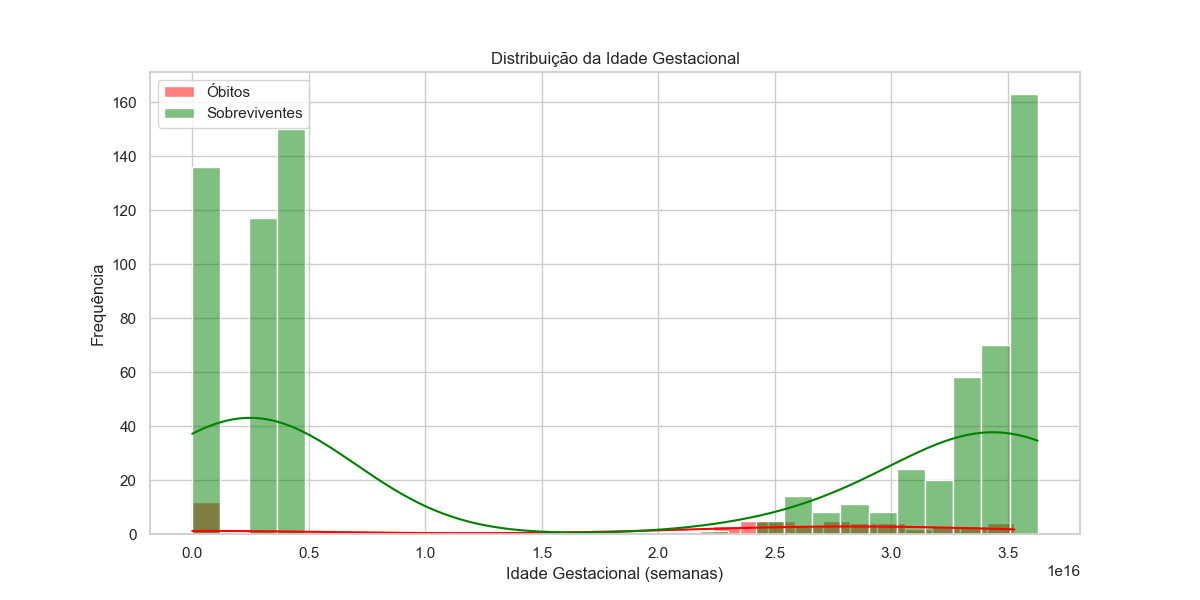 Distribuição da Idade Gestacional
Óbitos
Sobreviventes
160
140
120
100
80
60
40
20
0
Frequência
0.0 0.5 1.0 1.5 2.0 2.5 3.0 3.5
1e16
Idade Gestacional (semanas)